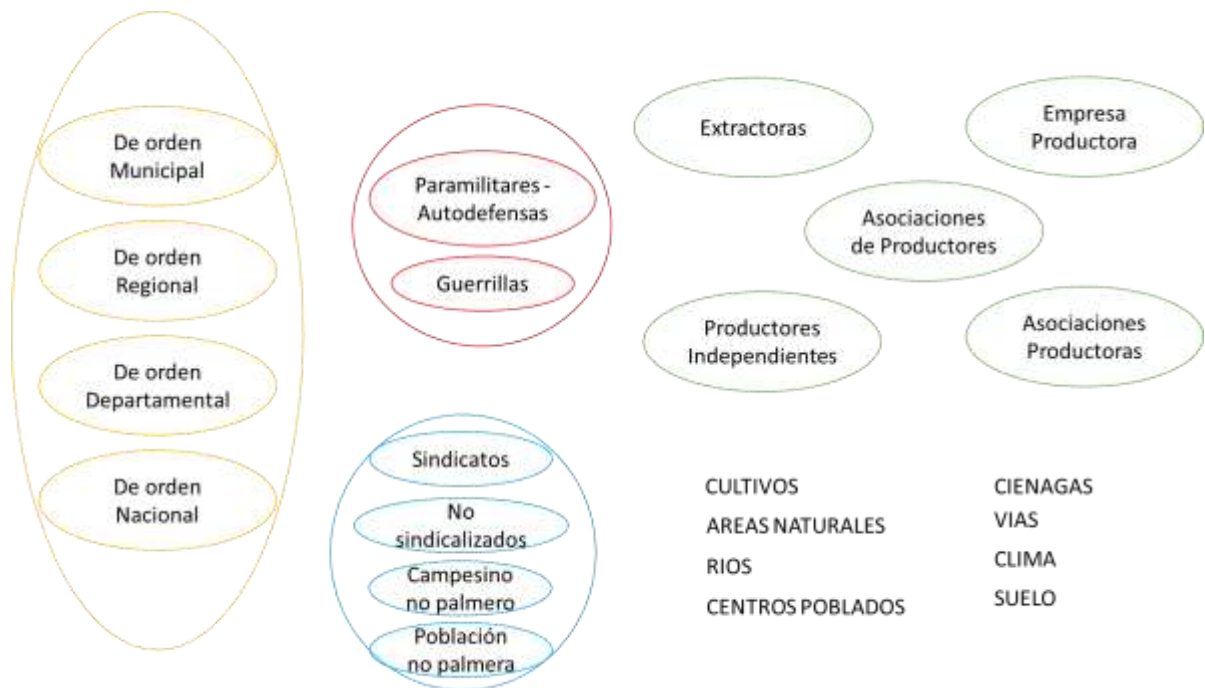 De orden
Municipal
De orden
Regional
De orden
Departamental
De orden
Nacional
Paramilitares -
Autodefensas
Guerrillas
Sindicatos
No
sindicalizados
Campesino
no palmero
Población
no palmera
Extractoras
Empresa
Productora
Asociaciones
de Productores
Productores
Independientes
Asociaciones
Productoras
CULTIVOS
AREAS NATURALES
RIOS
CENTROS POBLADOS
CIENAGAS
VIAS
CLIMA
SUELO